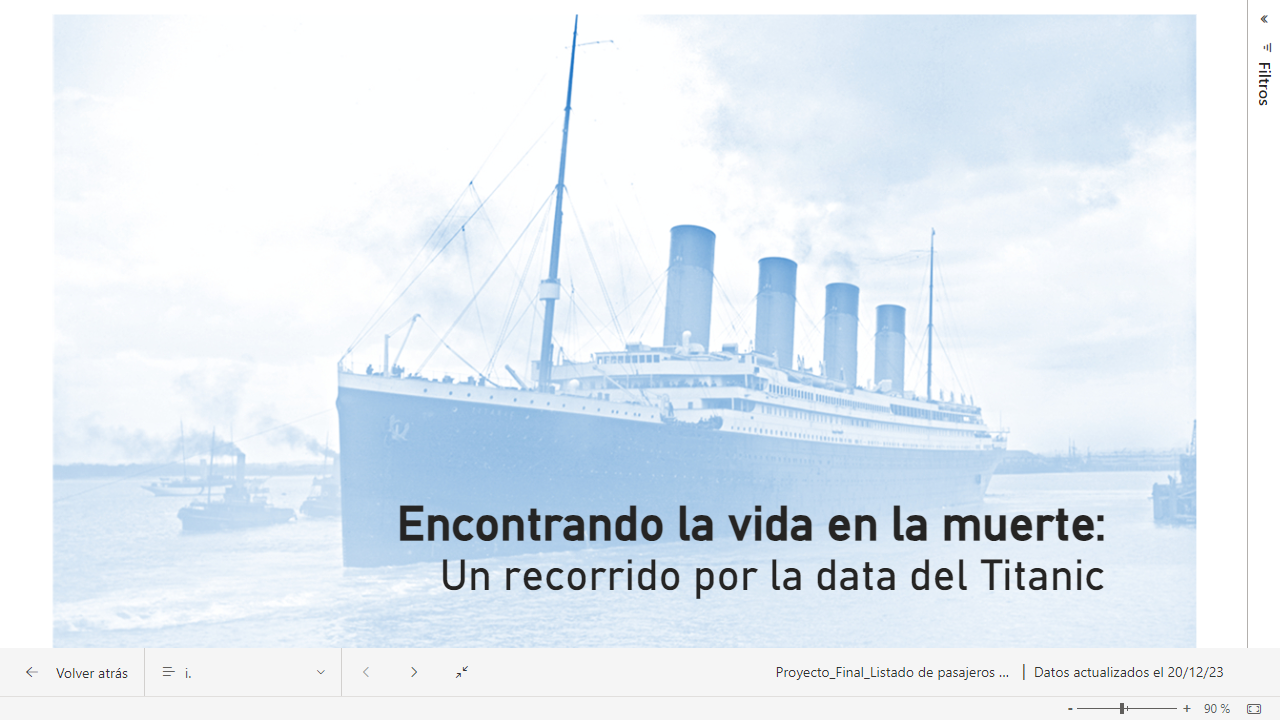 Filtros
Encontrando la vida en la muerte:
Un recorrido por la data del Titanic
Volver atrás
i.
Proyecto_Final_Listado de pasajeros ... | Datos actualizados el 20/12/23
- + 90 %